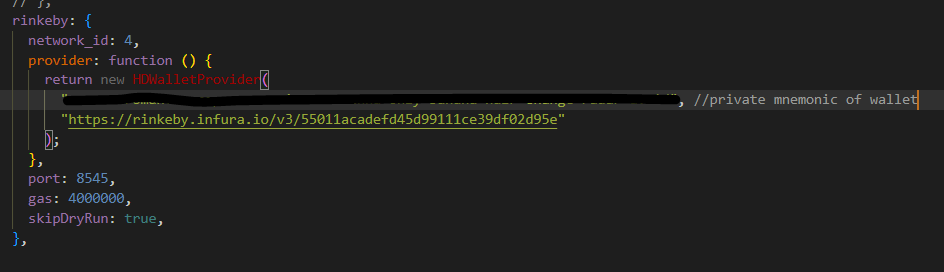 // },
rinkeby: {
network_id: 4,
provider: function () {
return new HDWalletProvider(
", //private mnemonic of wallet
"https://rinkeby.infura.io/v3/55011acadefd45d99111ce39df02d95e"
);
},
port: 8545,
gas: 4000000,
skipDryRun: true,
},